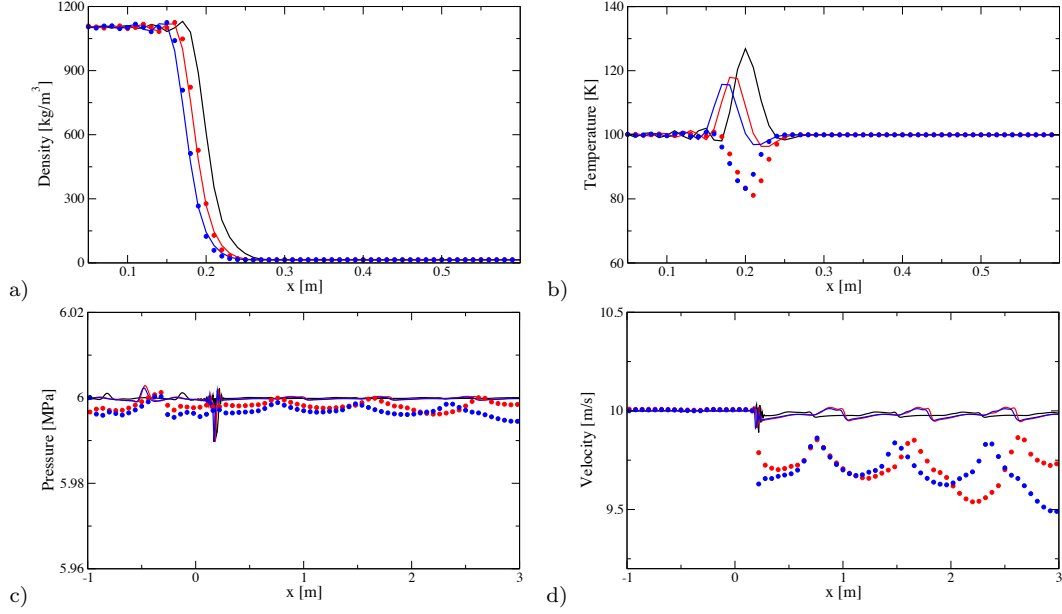 1200
900
600
300
0
Density [kg/m³]
0.1 0.2 0.3 0.4 0.5
x [m]
a)
140
120
100
80
60
Temperature [K]
0.1 0.2 0.3 0.4 0.5
x [m]
b)
6.02
6
5.98
5.96
Pressure [MPa]
-1 0 1 2 3
x [m]
c)
10.5
10
9.5
Velocity [m/s]
-1 0 1 2 3
x [m]
d)